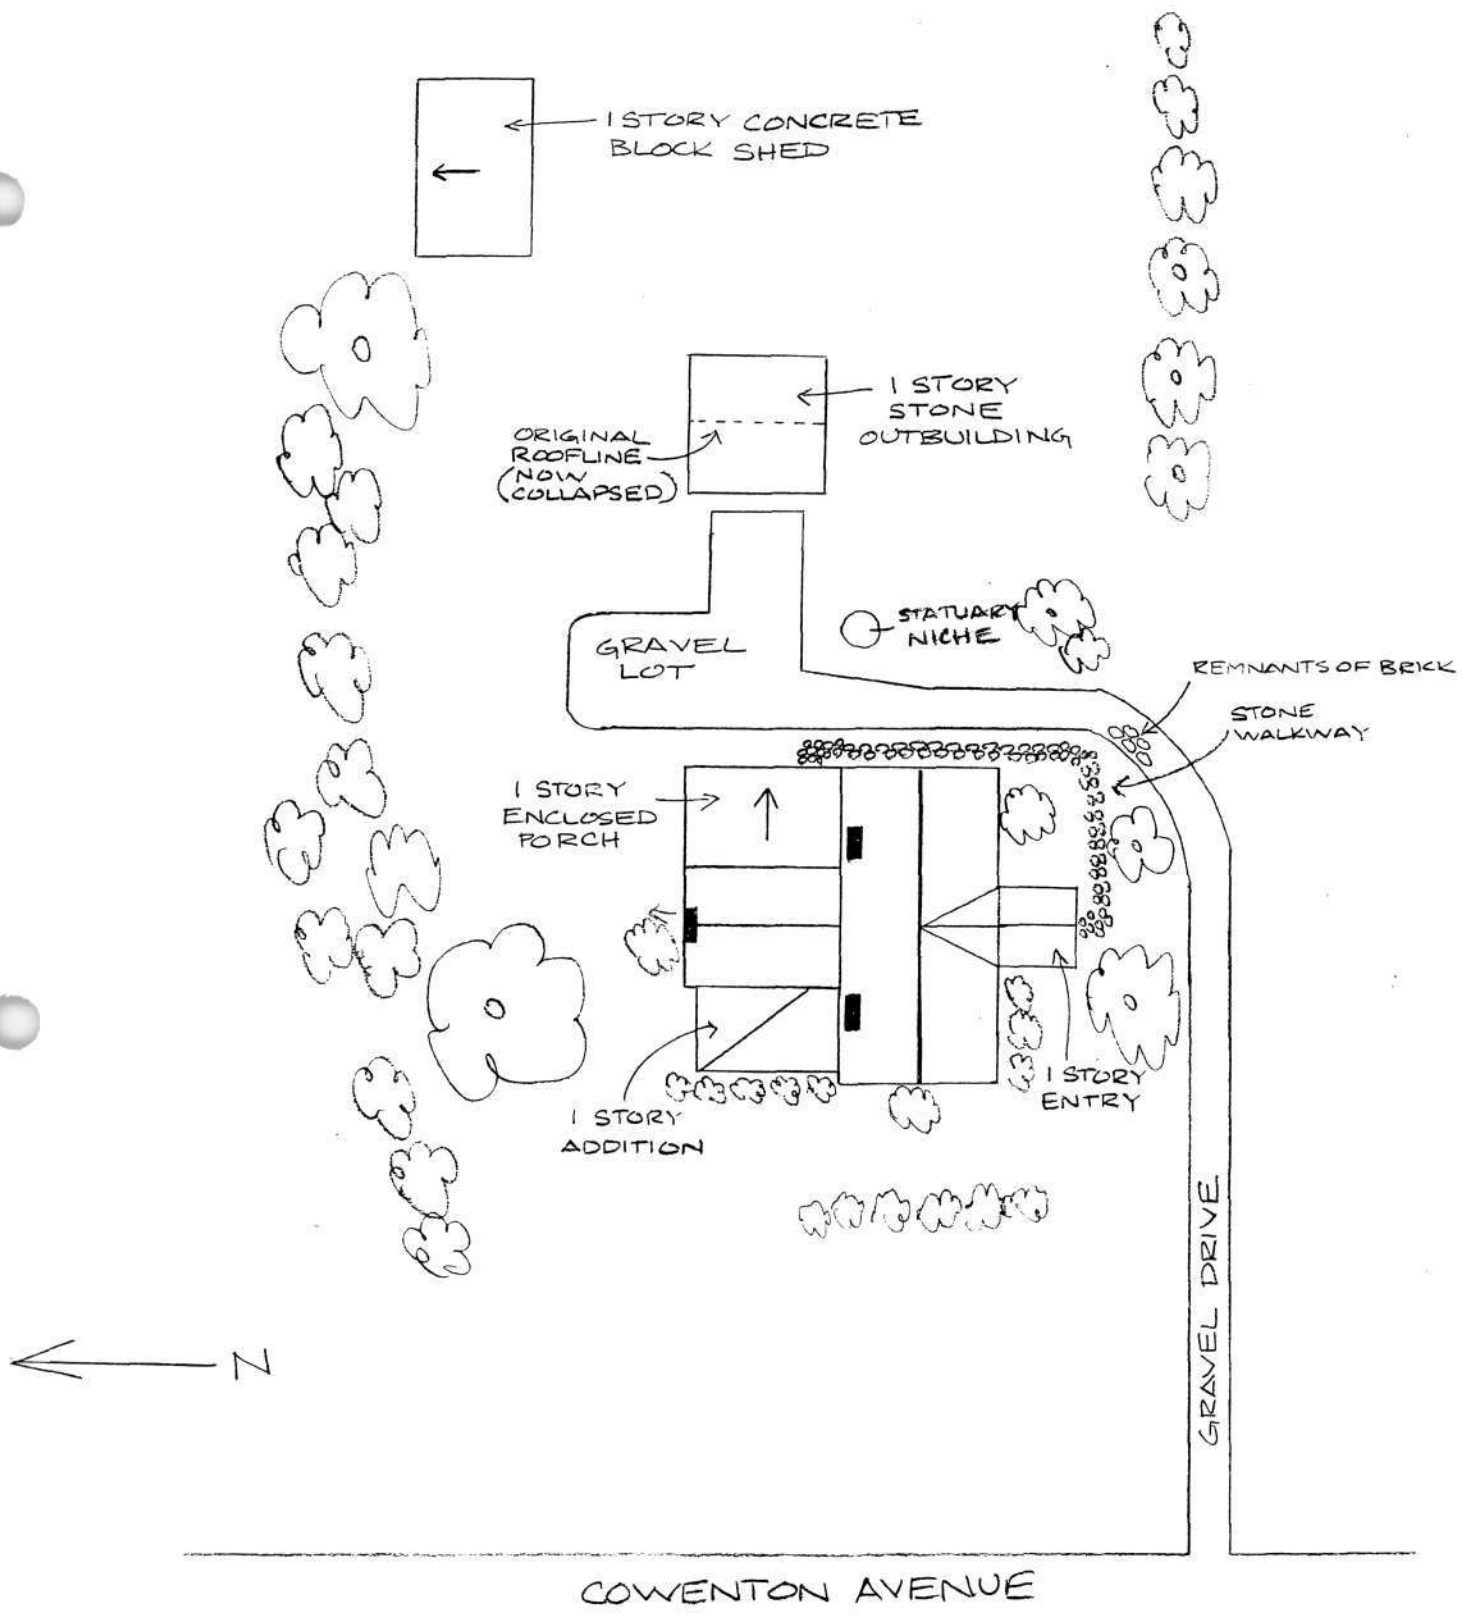 1 STORY CONCRETE
BLOCK SHED
1 STORY
STONE
OUTBUILDING
ORIGINAL
ROOFLINE
(NOW
COLLAPSED)
STATUARY
NICHE
GRAVEL
LOT
REMNANTS OF BRICK
STONE
WALKWAY
1 STORY
ENCLOSED
PORCH
1 STORY
ENTRY
1 STORY
ADDITION
GRAVEL DRIVE
N
COWENTON AVENUE